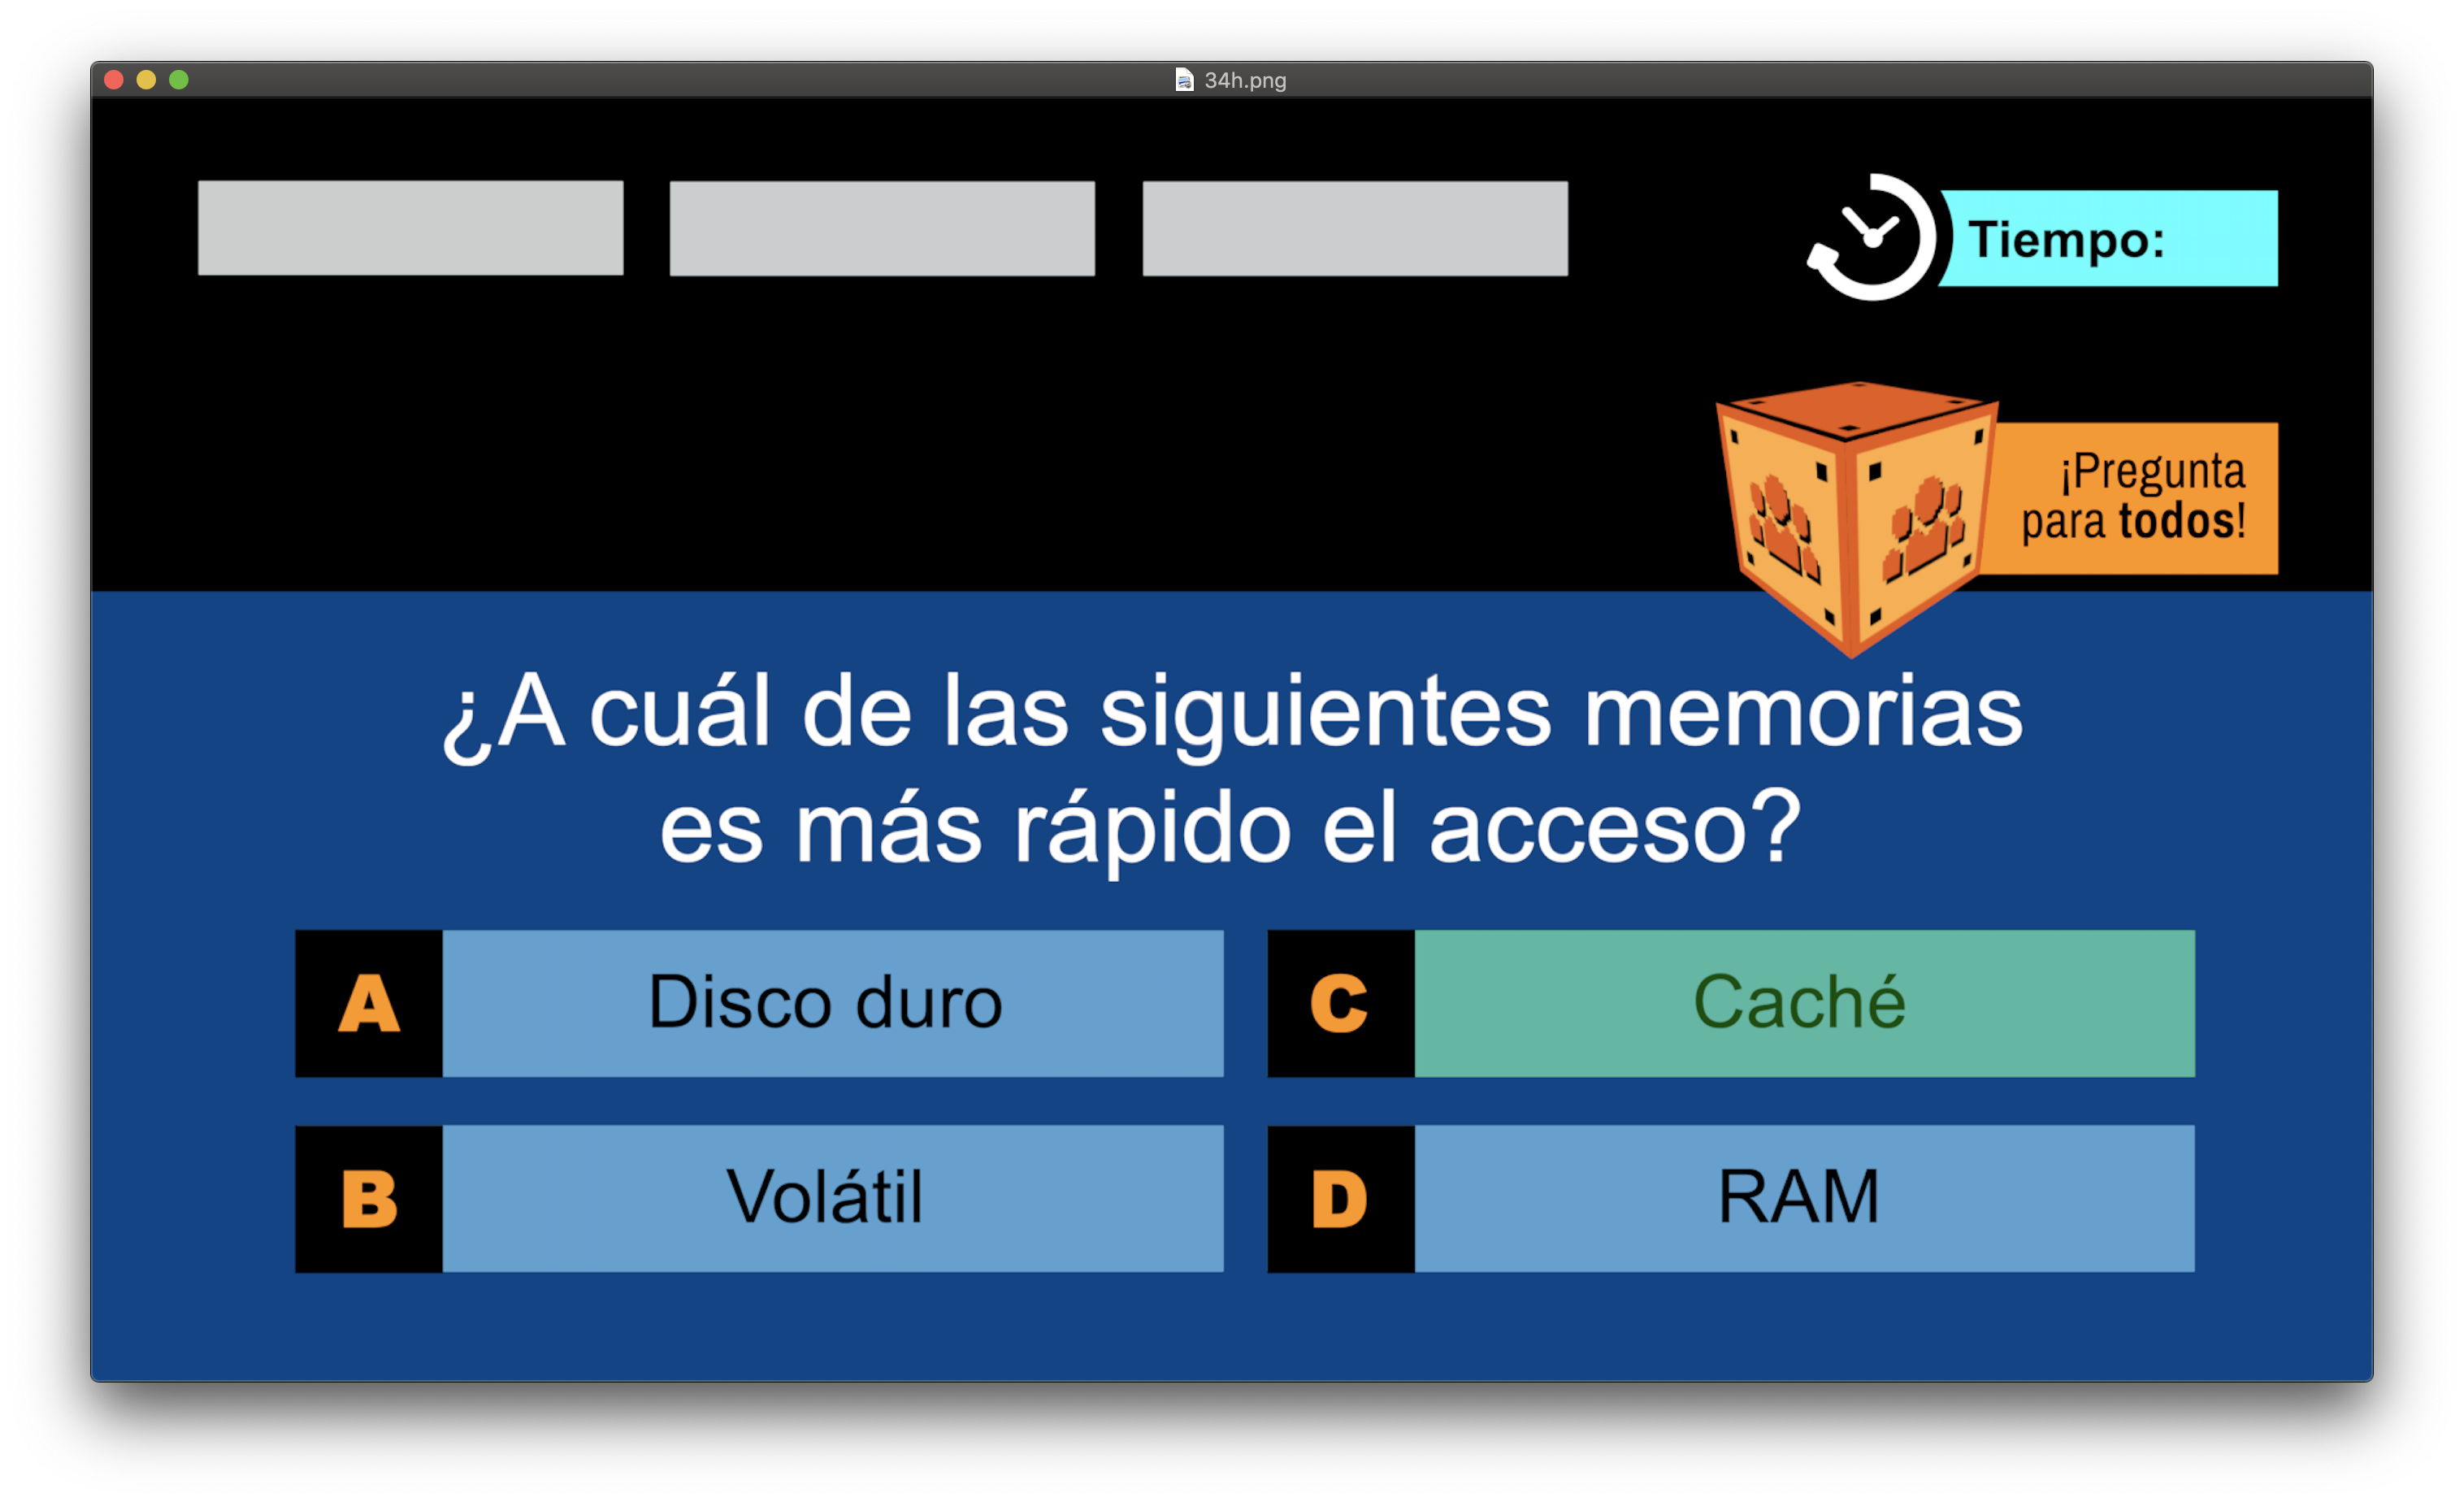 34h.png
Tiempo:
¡Pregunta
para todos!
¿A cuál de las siguientes memorias
es más rápido el acceso?
A Disco duro
C Caché
B Volátil
D RAM